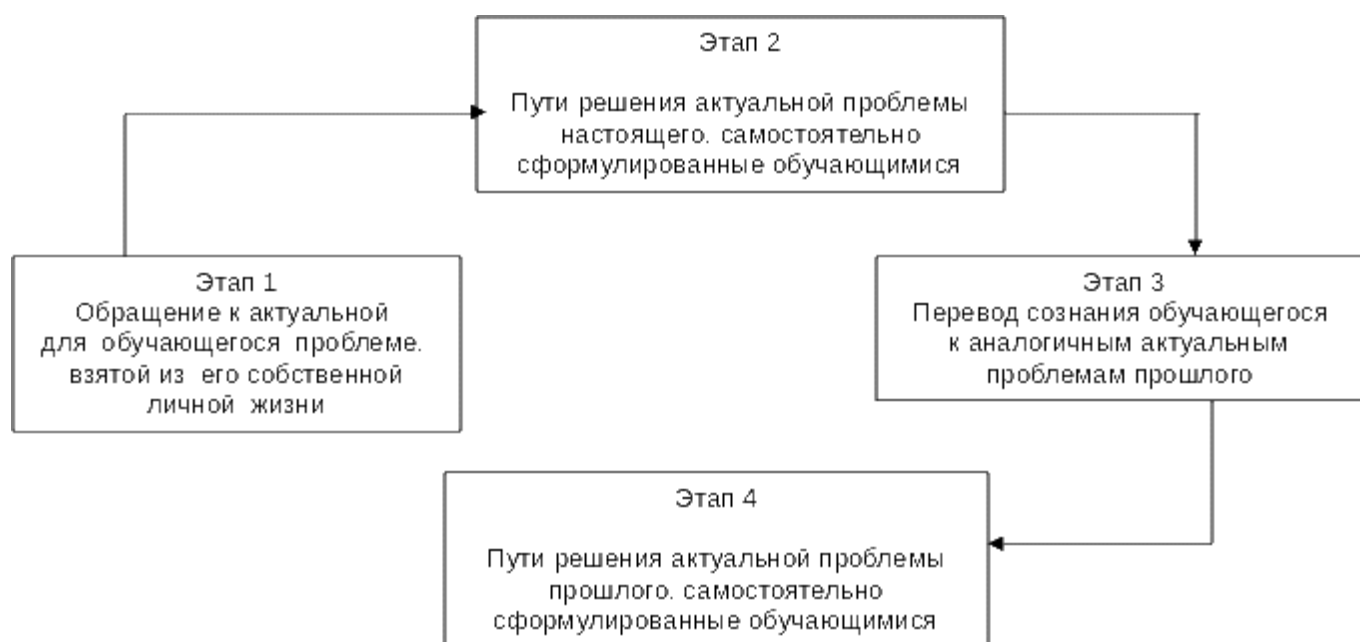 Этап 2
Пути решения актуальной проблемы
настоящего. самостоятельно
сформулированные обучающимися
Этап 1
Обращение к актуальной
для обучающегося проблеме.
взятой из его собственной
личной жизни
Этап 3
Перевод сознания обучающегося
к аналогичным актуальным
проблемам прошлого
Этап 4
Пути решения актуальной проблемы
прошлого. самостоятельно
сформулированные обучающимися